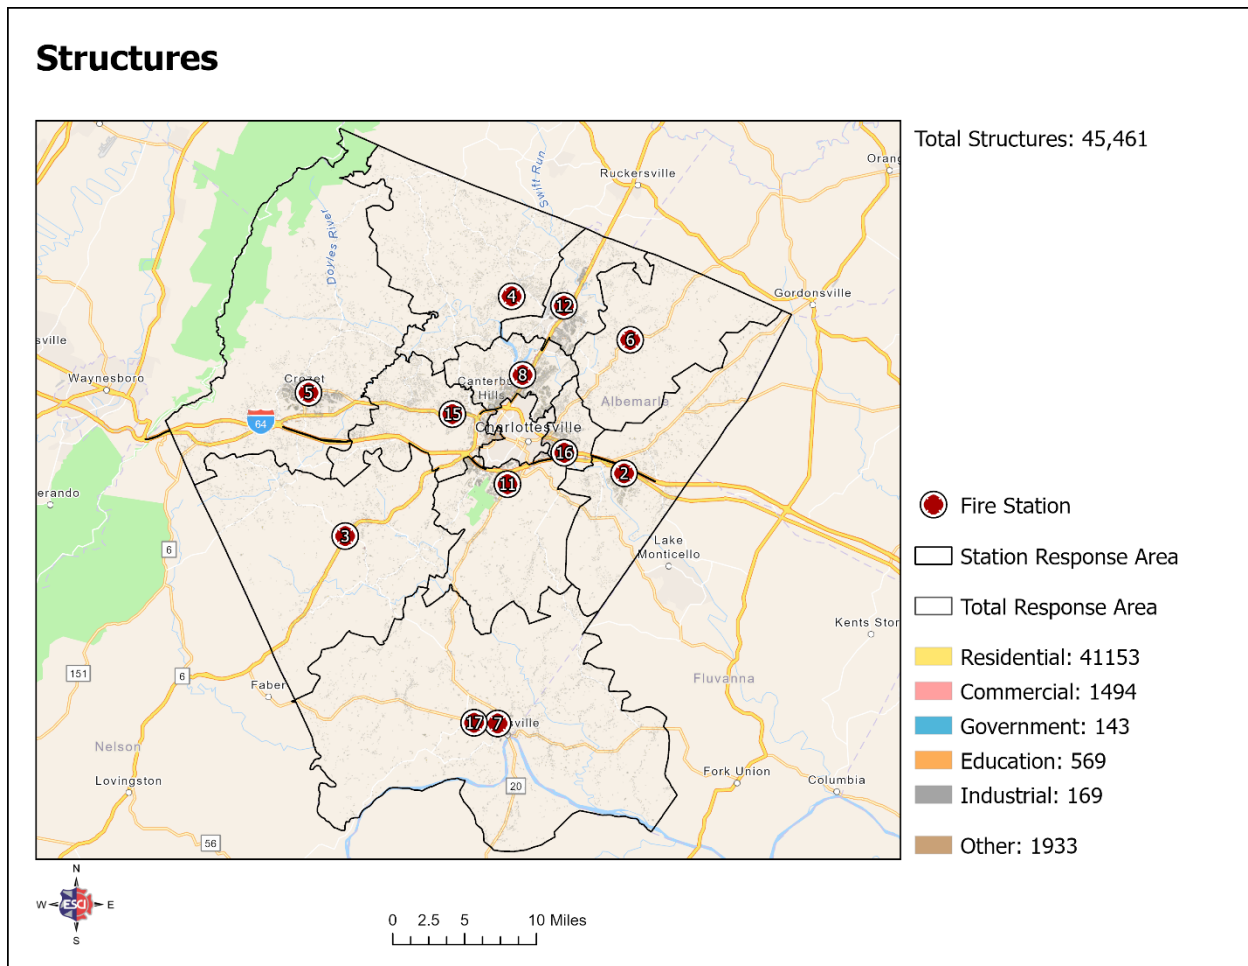 Structures
Total Structures: 45,461
Ruckersville
Swift Run
Doyles River
Gordonsville
sville
Waynesboro
Crozet
Canterbury
Hills
Albemarle
Charlottesville
64
erando
Lake
Monticello
Kents Stor
Faber
Fluvanna
Nelson
Lovingston
Fork Union
Columbia
sville
4
12
6
8
5
15
16
2
11
3
17
7
6
151
6
20
56
Fire Station
Station Response Area
Total Response Area
Residential: 41153
Commercial: 1494
Government: 143
Education: 569
Industrial: 169
Other: 1933
N
W
E
S
ESCI
0 2.5 5 10 Miles